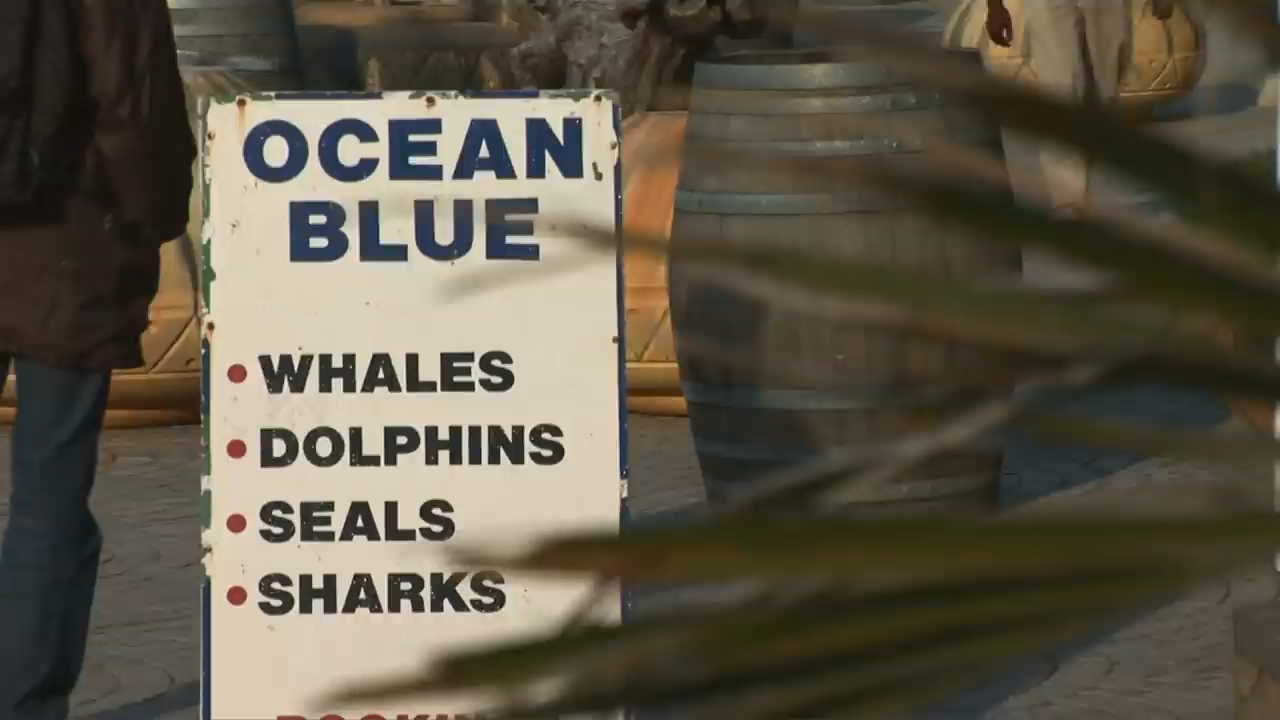 OCEAN
BLUE
• WHALES
• DOLPHINS
• SEALS
• SHARKS